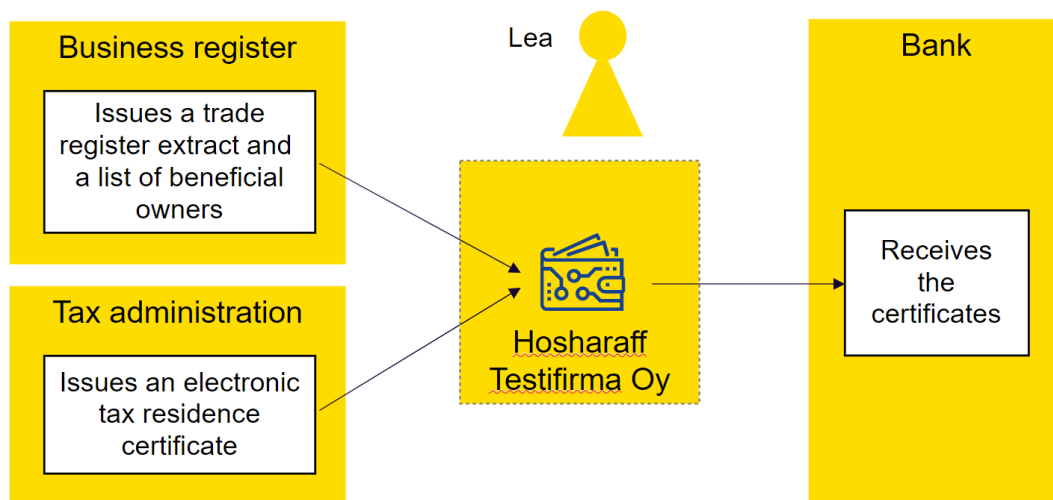 Business register
Issues a trade
register extract and
a list of beneficial
owners
Tax administration
Issues an electronic
tax residence
certificate
Lea
Hosharaff
Testifirma Oy
Bank
Receives
the
certificates